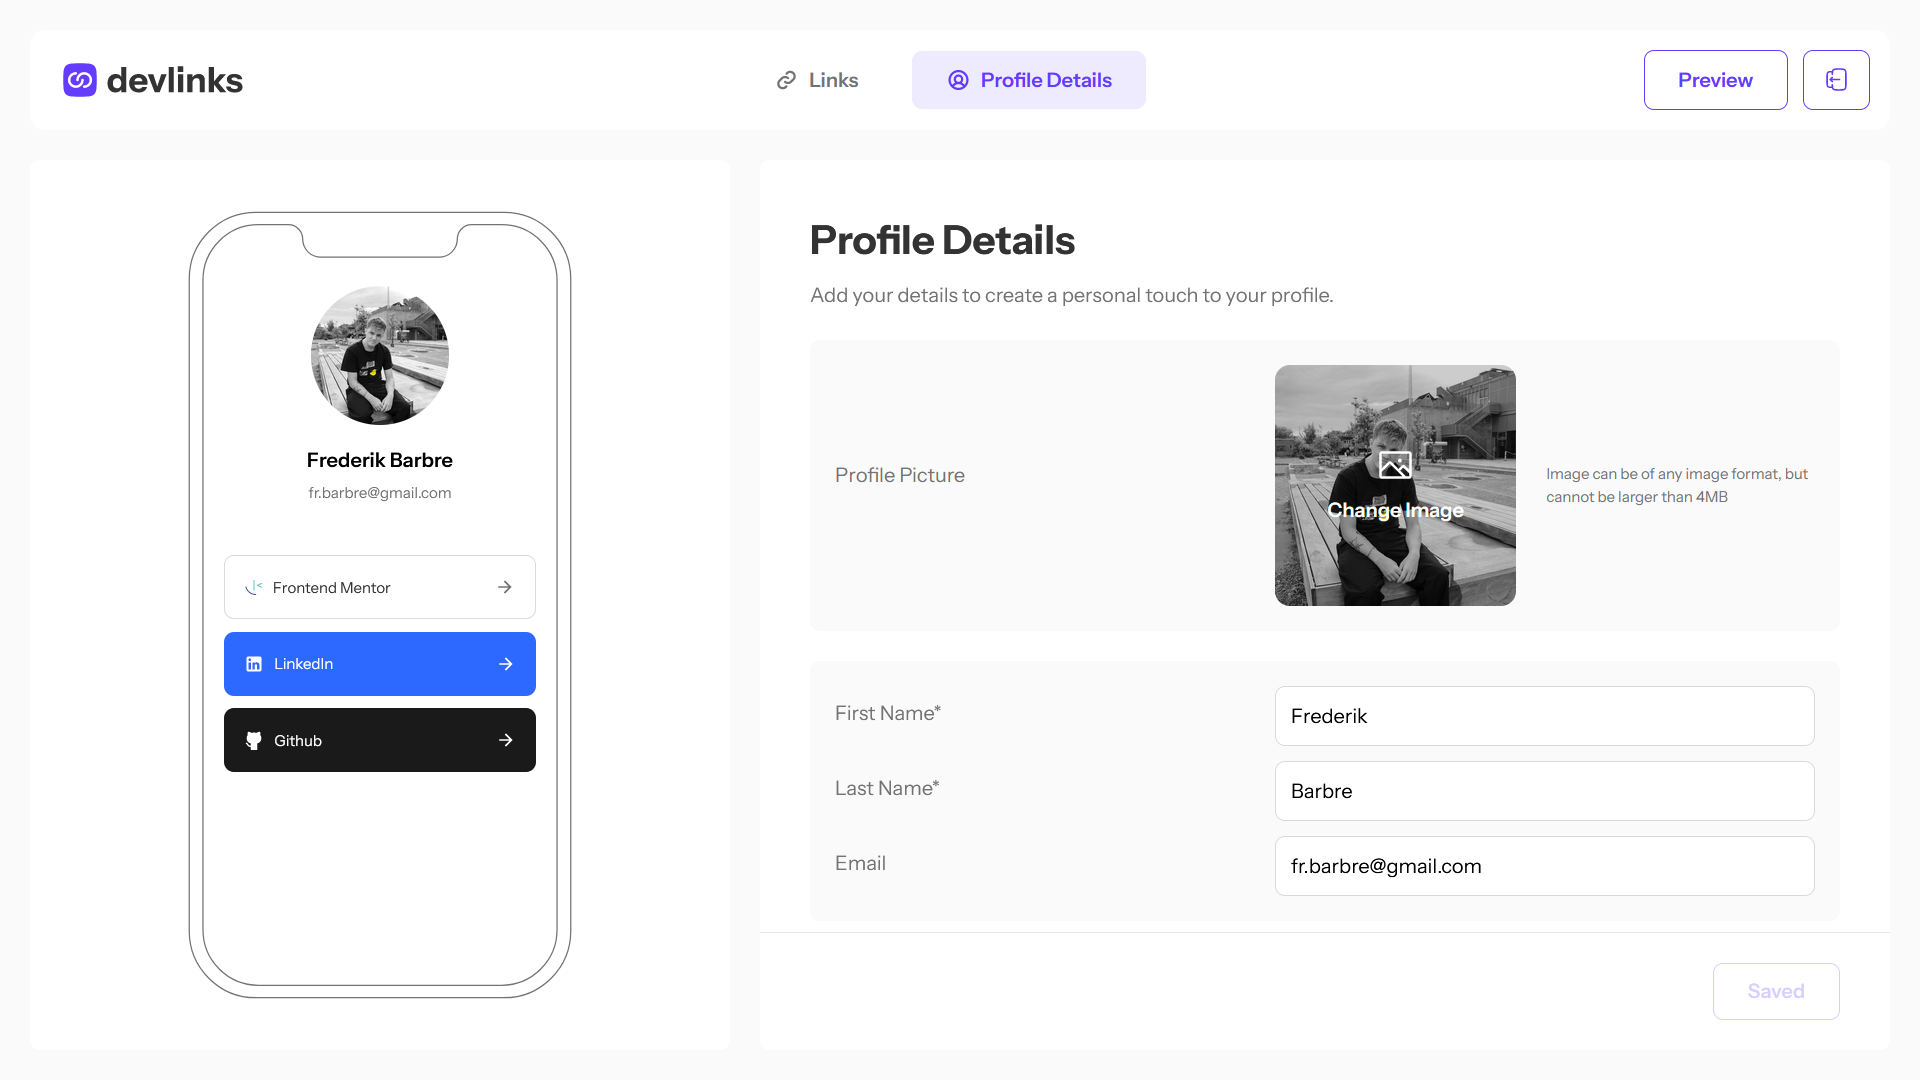 devlinks
Links
Profile Details
Preview
Frederik Barbre
fr.barbre@gmail.com
Frontend Mentor
LinkedIn
Github
Profile Details
Add your details to create a personal touch to your profile.
Profile Picture
Change Image
Image can be of any image format, but
cannot be larger than 4MB
First Name*
Frederik
Last Name*
Barbre
Email
fr.barbre@gmail.com
Saved